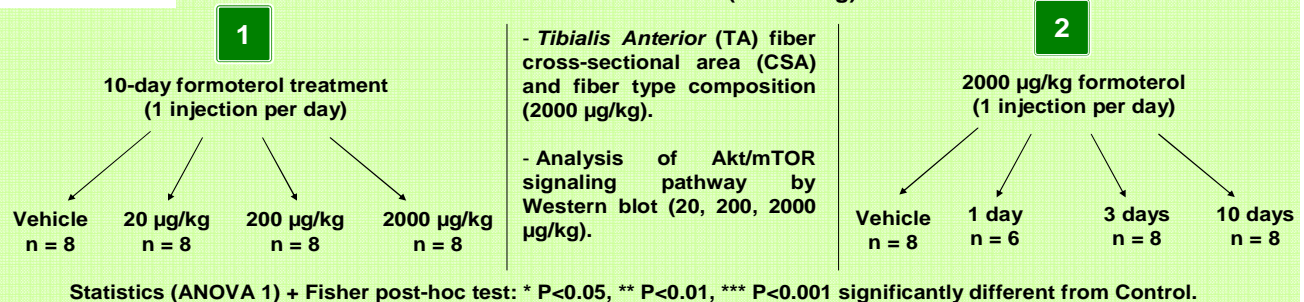 1
10-day formoterol treatment
(1 injection per day)
Vehicle
n = 8
20 µg/kg
n = 8
200 µg/kg
n = 8
2000 µg/kg
n = 8
- Tibialis Anterior (TA) fiber
cross-sectional area (CSA)
and fiber type composition
(2000 µg/kg).
- Analysis of Akt/mTOR
signaling pathway by
Western blot (20, 200, 2000
µg/kg).
2
2000 µg/kg formoterol
(1 injection per day)
Vehicle
n = 8
1 day
n = 6
3 days
n = 8
10 days
n = 8
Statistics (ANOVA 1) + Fisher post-hoc test: * P<0.05, ** P<0.01, *** P<0.001 significantly different from Control.